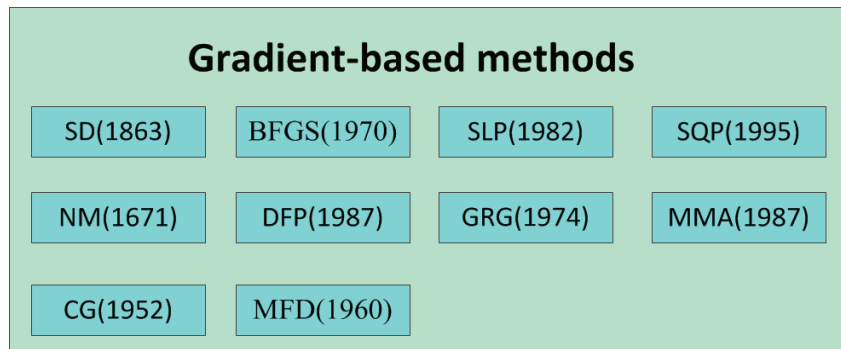 Gradient-based methods
SD(1863)
BFGS(1970)
SLP(1982)
SQP(1995)
NM(1671)
DFP(1987)
GRG(1974)
MMA(1987)
CG(1952)
MFD(1960)